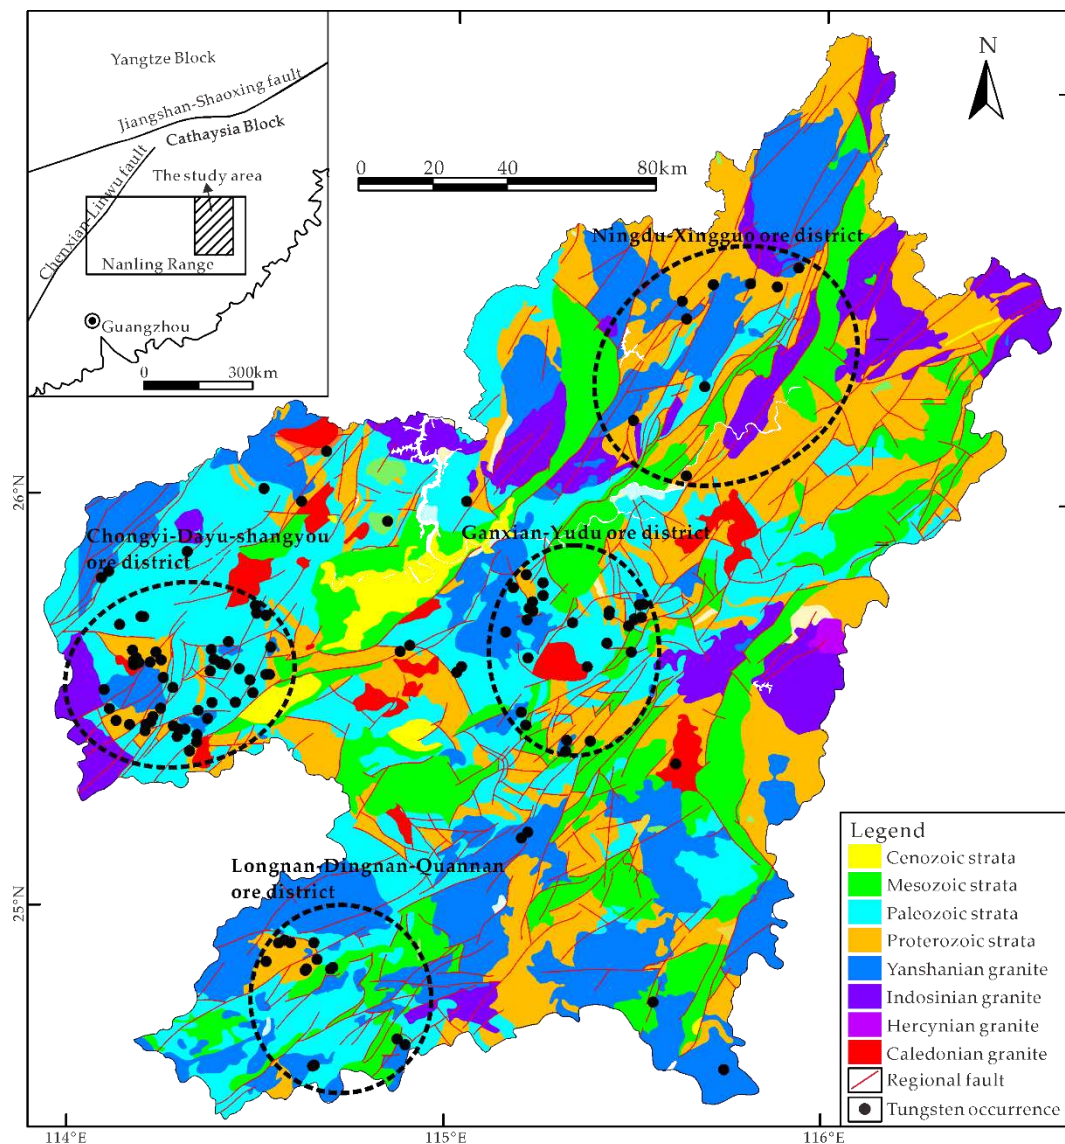 Yangtze Block
Jiangshan-Shaoxing fault
Cathaysia Block
Chenxian-Linwu fault
The study area
Nanling Range
Guangzhou
0 300km
N
0 20 40 80km
Ningdu-Xingguo ore district
26°N
Chongyi-Dayu-shangyou
ore district
Ganxian-Yudu ore district
Longnan-Dingnan-Quannan
ore district
25°N
Legend
Cenozoic strata
Mesozoic strata
Paleozoic strata
Proterozoic strata
Yanshanian granite
Indosinian granite
Hercynian granite
Caledonian granite
Regional fault
Tungsten occurrence
114°E 115°E 116°E